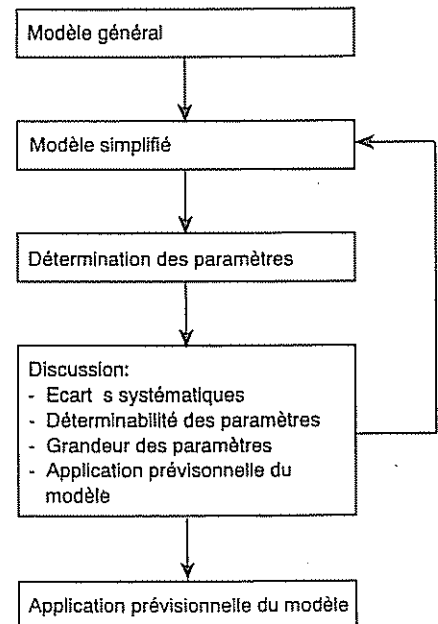 Modèle général
Modèle simplifié
Détermination des paramètres
Discussion:
- Ecart s systématiques
- Déterminabilité des paramètres
- Grandeur des paramètres
- Application prévisonnelle du
modèle
Application prévisionnelle du modèle